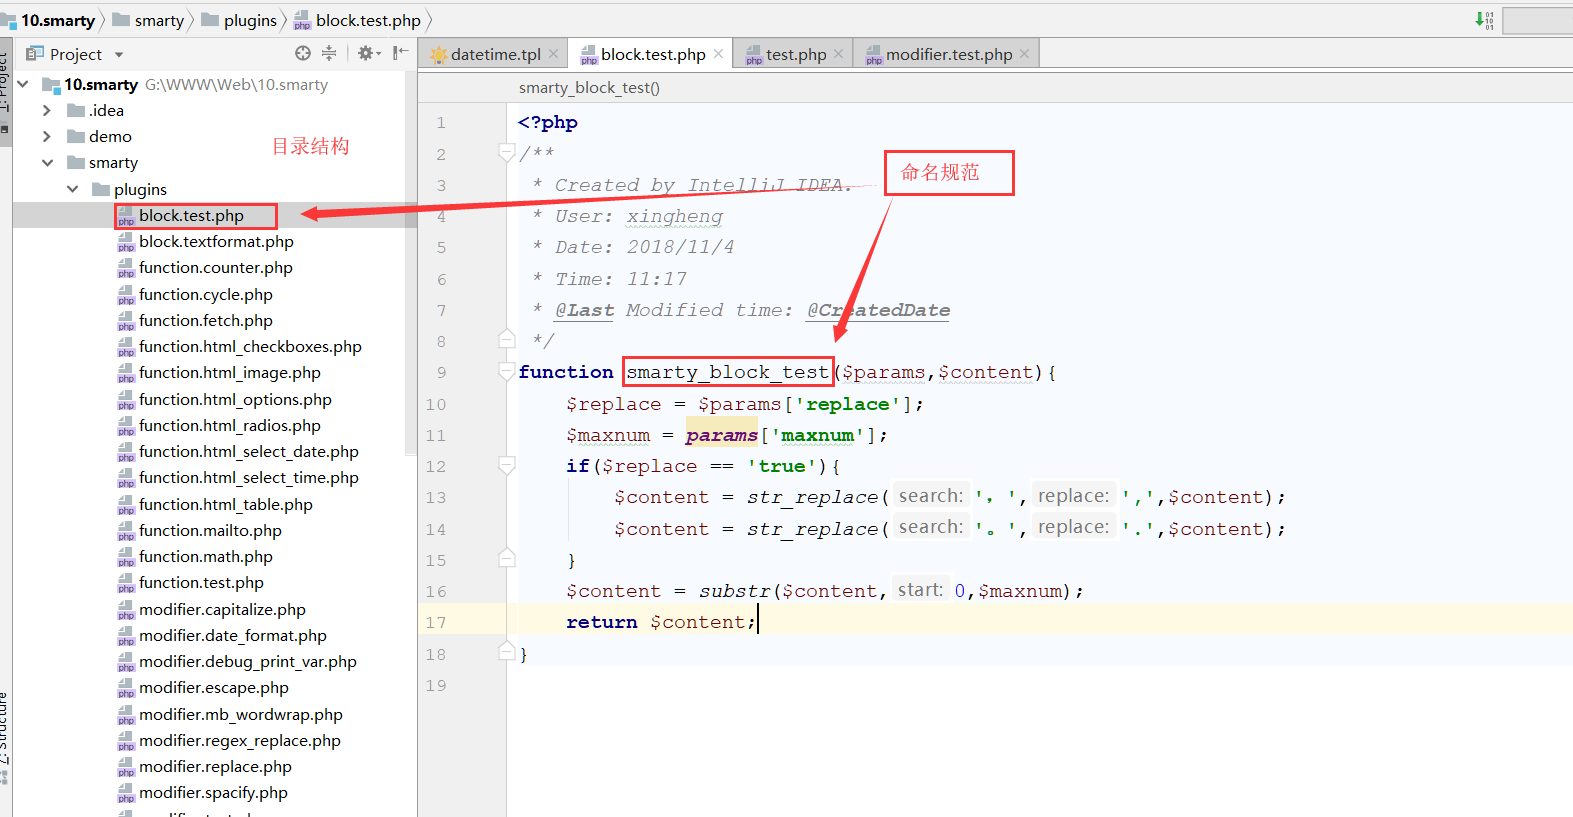 10.smarty smarty plugins block.test.php
Project
datetime.tpl block.test.php test.php modifier.test.php
10.smarty G:\WWW\Web\10.smarty
.idea
demo
目录结构
smarty
plugins
block.test.php
block.textformat.php
function.counter.php
function.cycle.php
function.fetch.php
function.html_checkboxes.php
function.html_image.php
function.html_options.php
function.html_radios.php
function.html_select_date.php
function.html_select_time.php
function.html_table.php
function.mailto.php
function.math.php
function.test.php
modifier.capitalize.php
modifier.date_format.php
modifier.debug_print_var.php
modifier.escape.php
modifier.mb_wordwrap.php
modifier.regex_replace.php
modifier.replace.php
modifier.spacify.php
smarty_block_test()
命名规范
1 <?php
2 /**
3 * Created by IntelliJ IDEA.
4 * User: xingheng
5 * Date: 2018/11/4
6 * Time: 11:17
7 * @Last Modified time: @CreatedDate
8 */
9 function smarty_block_test($params,$content){
10 $replace = $params['replace'];
11 $maxnum = params['maxnum'];
12 if($replace == 'true'){
13 $content = str_replace( search: '，', replace: ',',$content);
14 $content = str_replace( search: '。', replace: '.',$content);
15 }
16 $content = substr($content, start: 0,$maxnum);
17 return $content;
18 }
19
1: Project
7: Structure